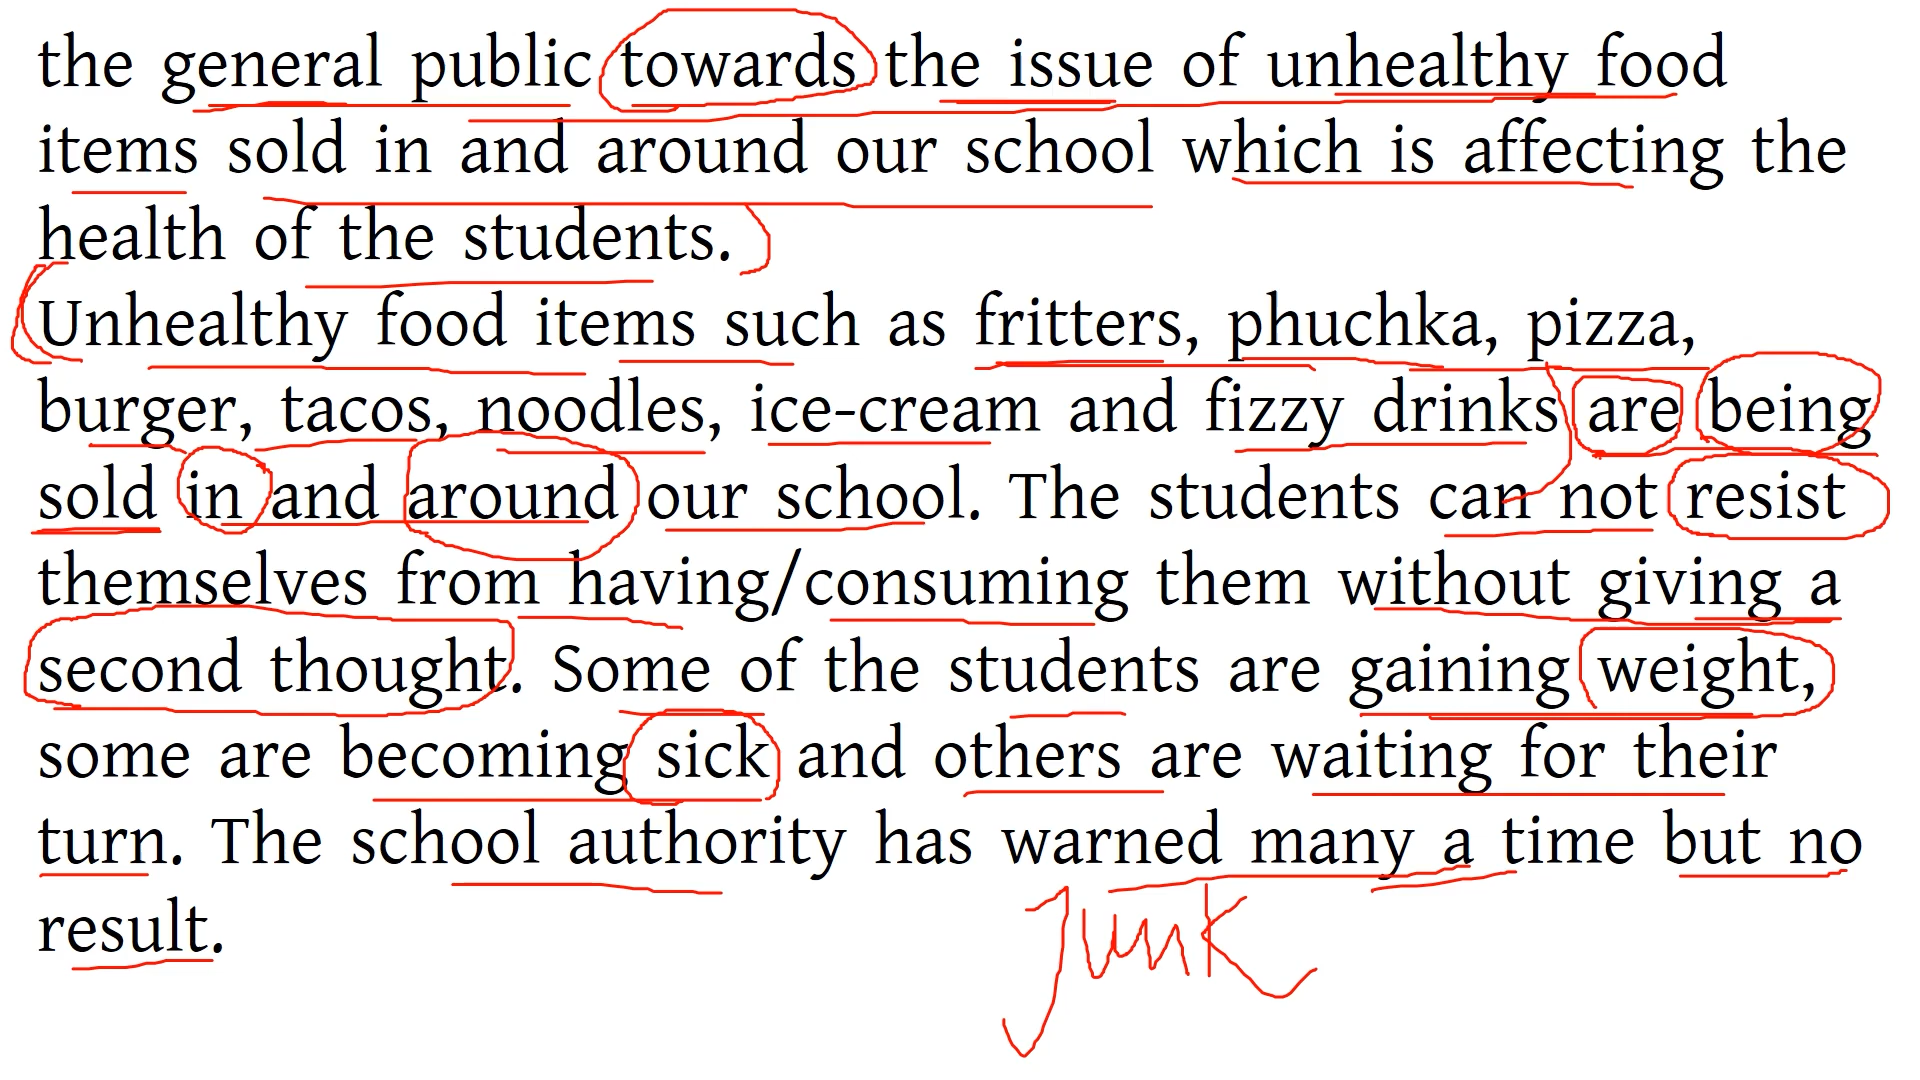 the general public towards the issue of unhealthy food
items sold in and around our school which is affecting the
health of the students.
Unhealthy food items such as fritters, phuchka, pizza,
burger, tacos, noodles, ice-cream and fizzy drinks are being
sold in and around our school. The students can not resist
themselves from having/consuming them without giving a
second thought. Some of the students are gaining weight,
some are becoming sick and others are waiting for their
turn. The school authority has warned many a time but no
result.
Junk